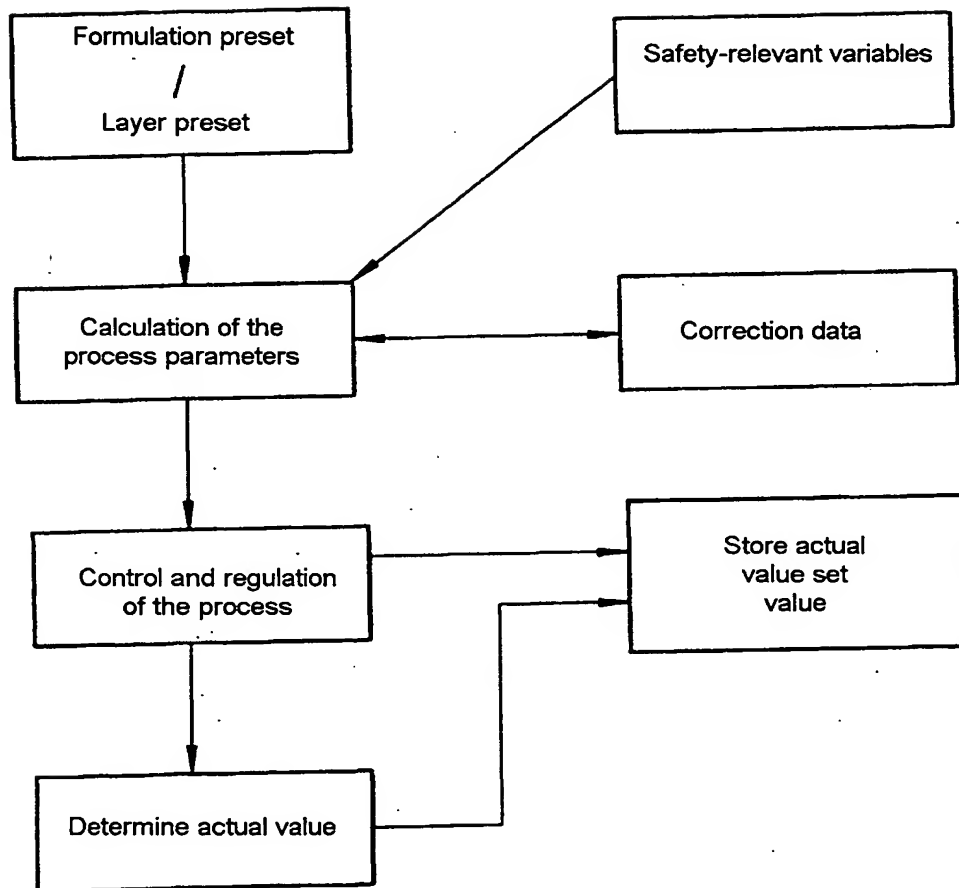 Formulation preset
/
Layer preset
Safety-relevant variables
Calculation of the
process parameters
Correction data
Control and regulation
of the process
Store actual
value set
value
Determine actual value